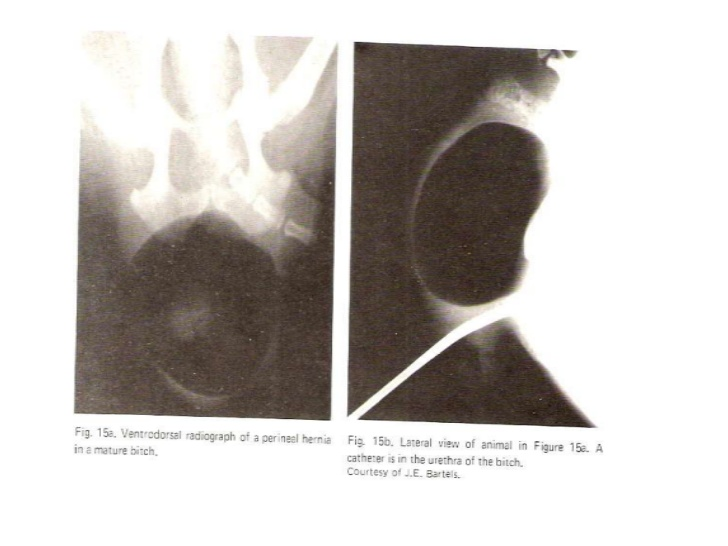 Fig. 15a. Ventrodorsal radiograph of a perineal hernia
in a mature bitch.
Fig. 15b. Lateral view of animal in Figure 15a. A
catheter is in the urethra of the bitch.
Courtesy of J.E. Bartels.